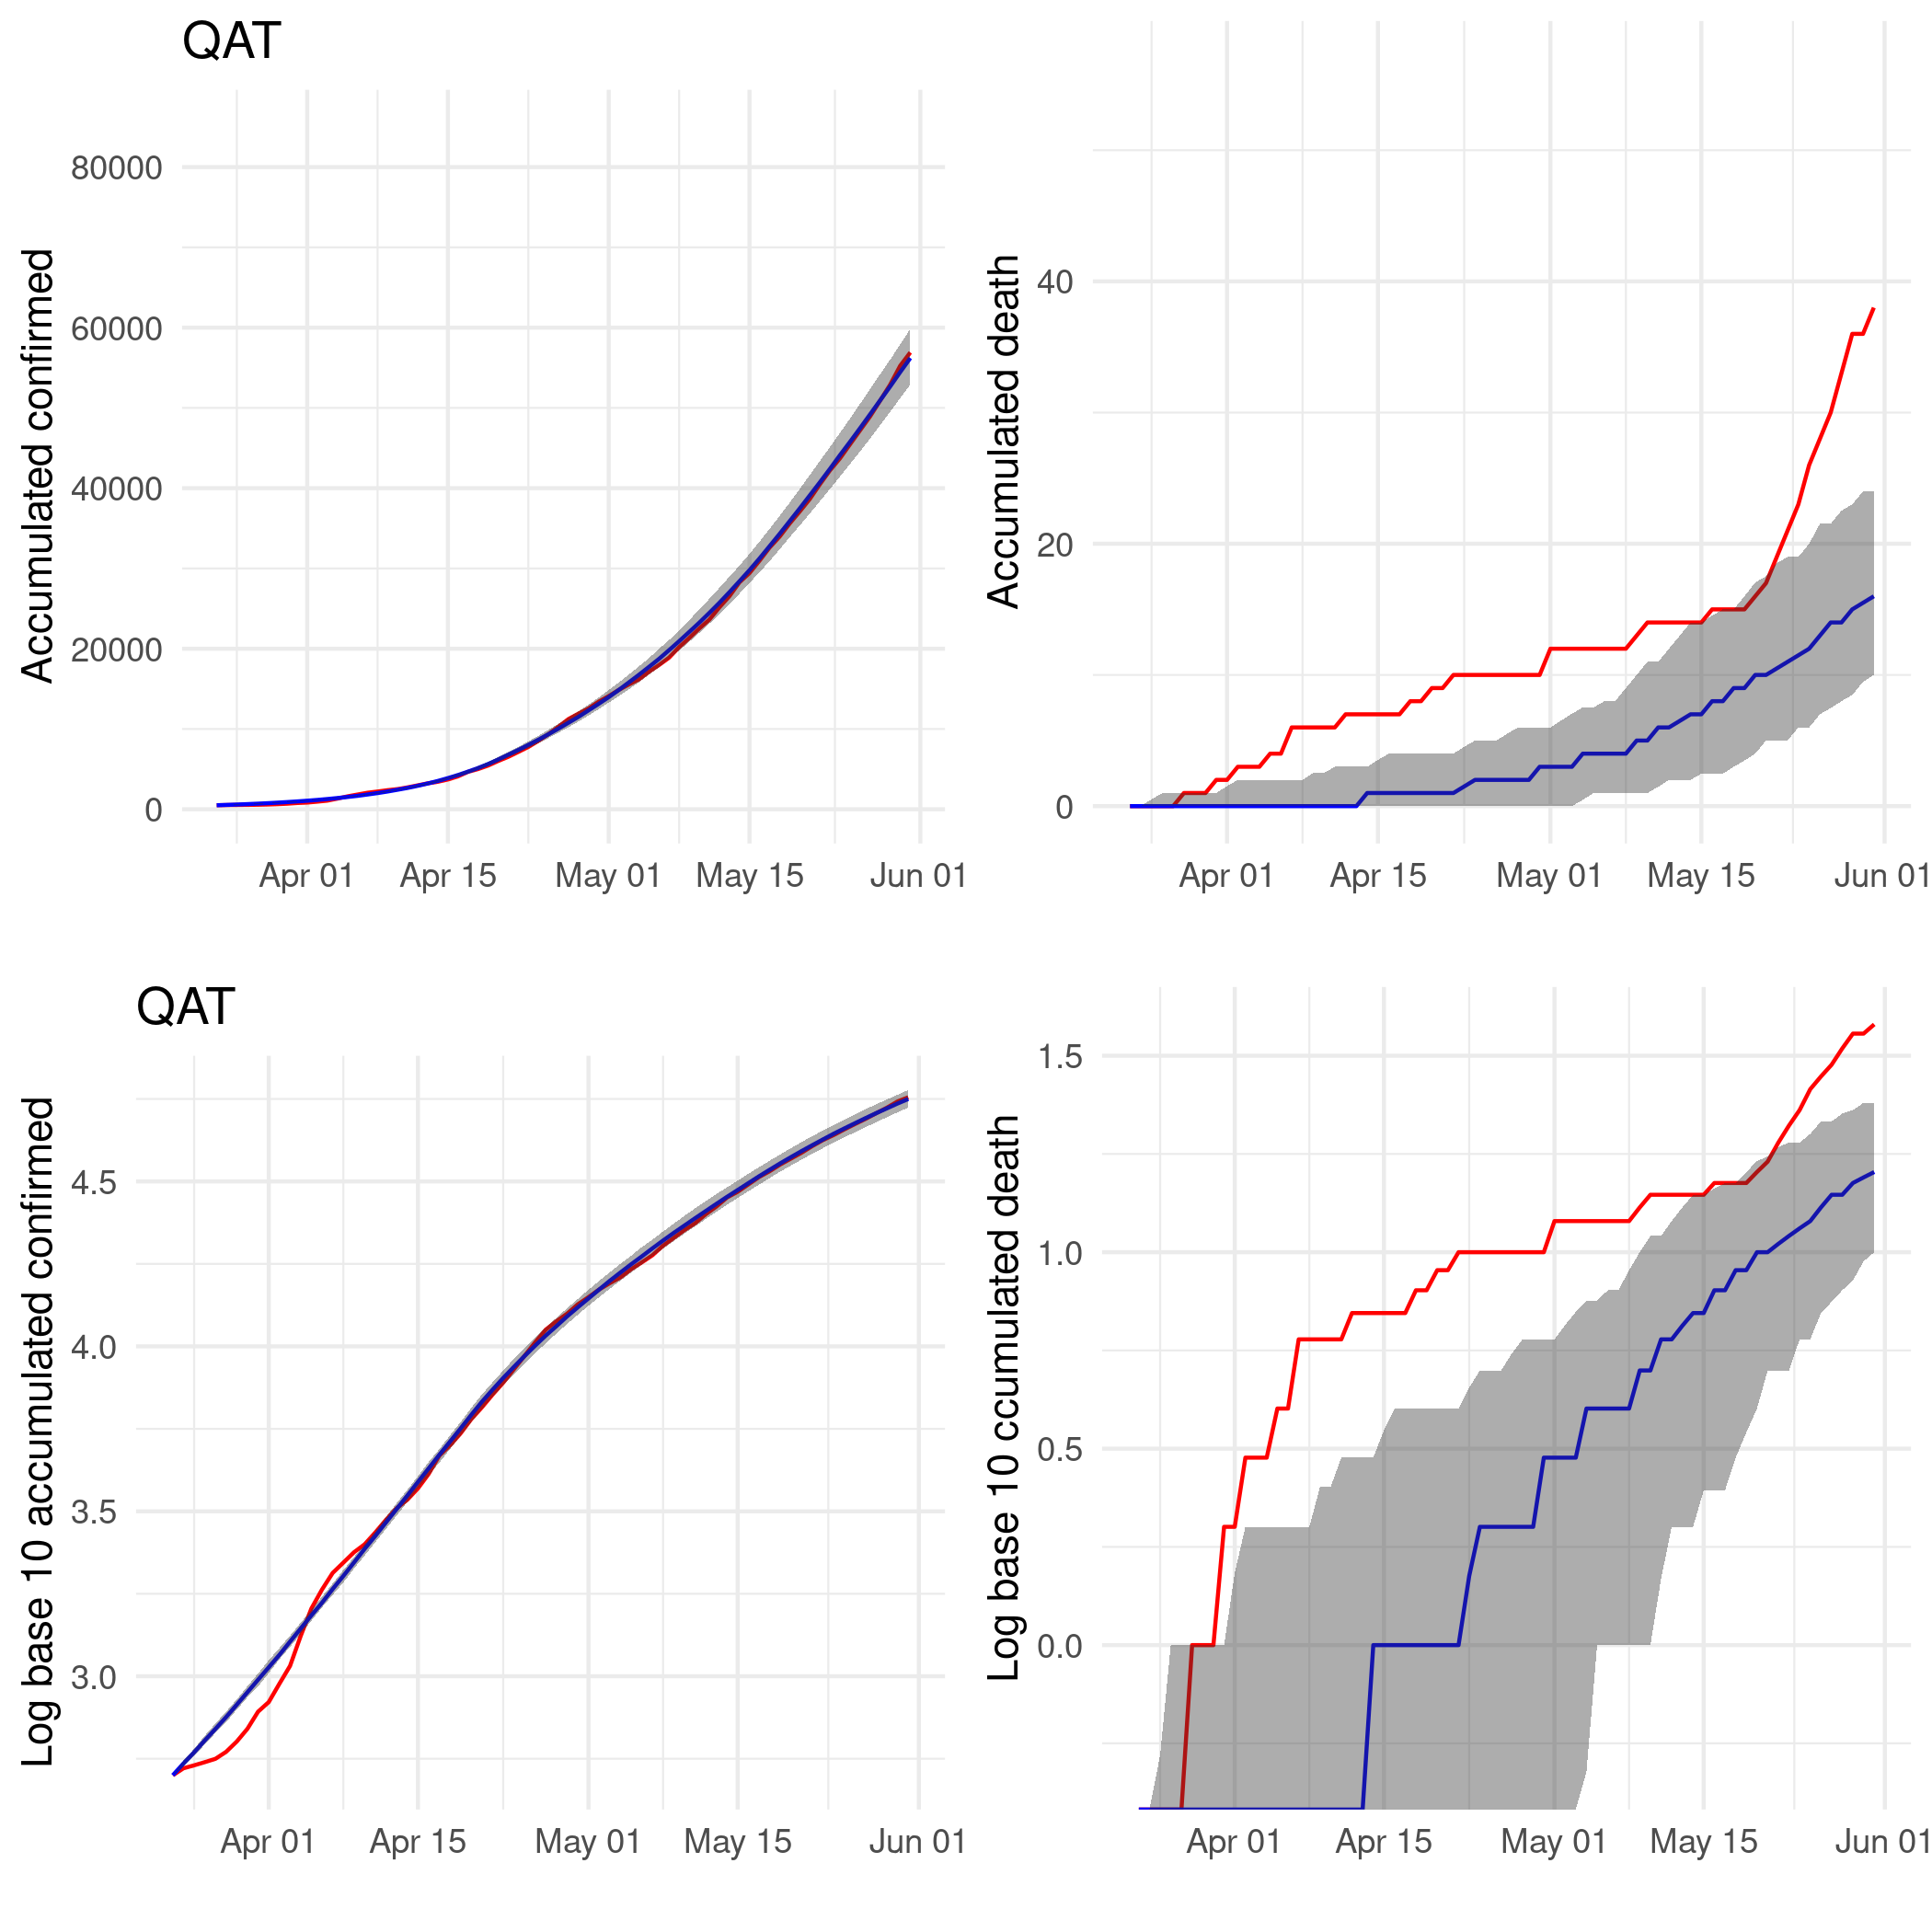 QAT
Accumulated confirmed
80000
60000
40000
20000
0
Apr 01 Apr 15 May 01 May 15 Jun 01
Accumulated death
40
20
0
Apr 01 Apr 15 May 01 May 15 Jun 01
QAT
Log base 10 accumulated confirmed
4.5
4.0
3.5
3.0
Apr 01 Apr 15 May 01 May 15 Jun 01
Log base 10 ccumulated death
1.5
1.0
0.5
0.0
Apr 01 Apr 15 May 01 May 15 Jun 01